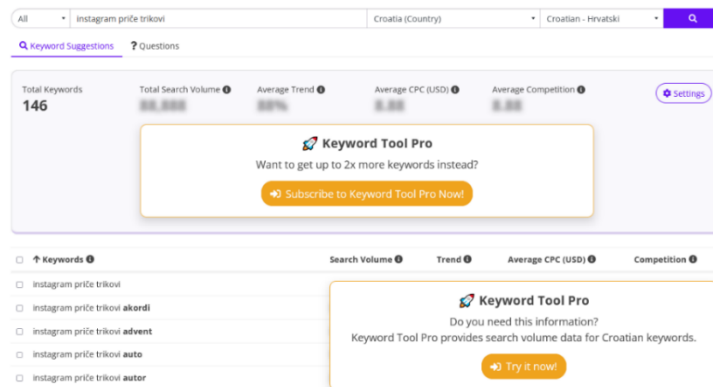 All instagram priče trikovi Croatia (Country) Croatian - Hrvatski
Keyword Suggestions ? Questions
Total Keywords Total Search Volume Average Trend Average CPC (USD) Average Competition
146
Settings
Keyword Tool Pro
Want to get up to 2x more keywords instead?
Subscribe to Keyword Tool Pro Now!
Keywords Search Volume Trend Average CPC (USD) Competition
instagram priče trikovi
instagram priče trikovi akordi
instagram priče trikovi advent
instagram priče trikovi auto
instagram priče trikovi autor
Keyword Tool Pro
Do you need this information?
Keyword Tool Pro provides search volume data for Croatian keywords.
Try it now!